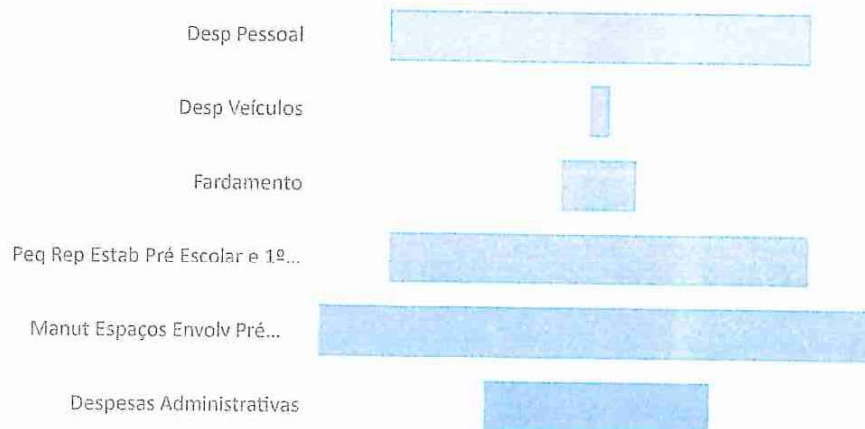 Desp Pessoal
Desp Veículos
Fardamento
Peq Rep Estab Pré Escolar e 1º...
Manut Espaços Envolv Pré...
Despesas Administrativas